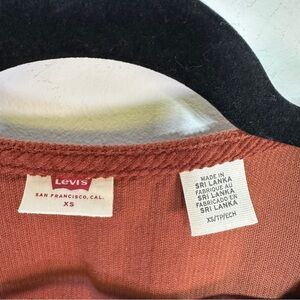 Levi's
SAN FRANCISCO, CAL.
XS
MADE IN
SRI LANKA
FABRIQUE AU
SRI LANKA
FABRICADO EN
SRI LANKA
XS/TP/ECH